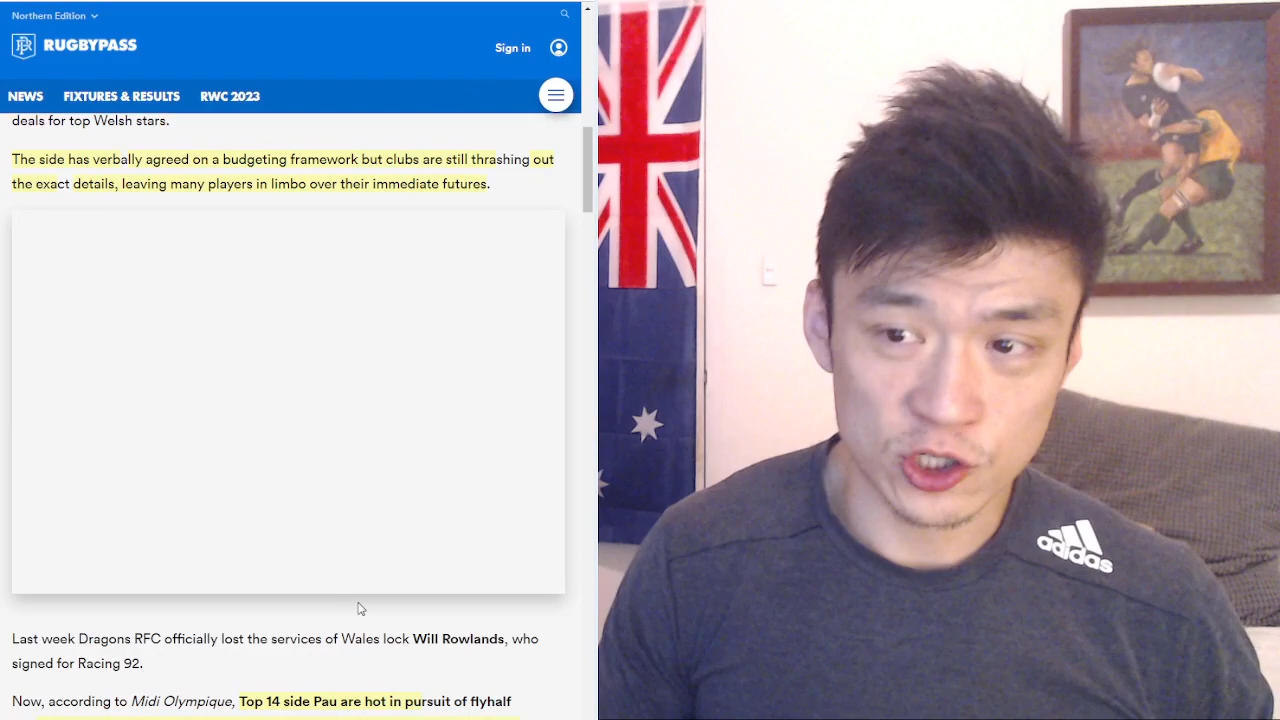 Northern Edition
RUGBYPASS
Sign in
NEWS FIXTURES & RESULTS RWC 2023
deals for top Welsh stars.
The side has verbally agreed on a budgeting framework but clubs are still thrashing out
the exact details, leaving many players in limbo over their immediate futures.
Last week Dragons RFC officially lost the services of Wales lock Will Rowlands, who
signed for Racing 92.
Now, according to Midi Olympique, Top 14 side Pau are hot in pursuit of flyhalf
adidas